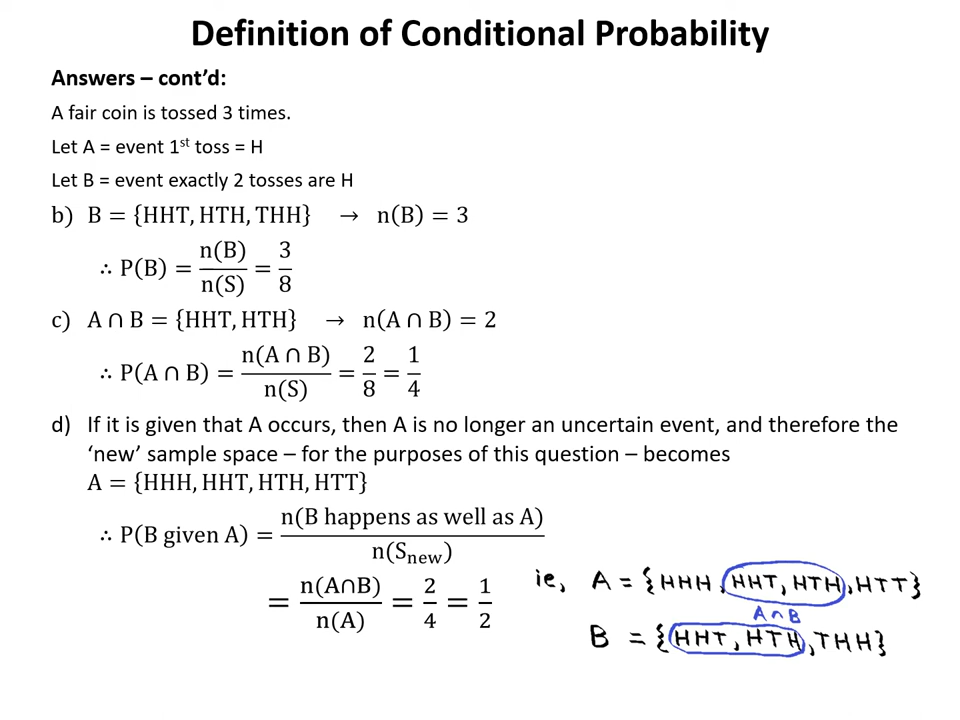 Definition of Conditional Probability
Answers – cont’d:
A fair coin is tossed 3 times.
Let A = event 1st toss = H
Let B = event exactly 2 tosses are H
b) B = {HHT, HTH, THH} → n(B) = 3
∴ P(B) = n(B)/n(S) = 3/8
c) A ∩ B = {HHT, HTH} → n(A ∩ B) = 2
∴ P(A ∩ B) = n(A ∩ B)/n(S) = 2/8 = 1/4
d) If it is given that A occurs, then A is no longer an uncertain event, and therefore the
‘new’ sample space – for the purposes of this question – becomes
A = {HHH, HHT, HTH, HTT}
∴ P(B given A) = n(B happens as well as A)/n(Snew)
= n(A∩B)/n(A) = 2/4 = 1/2
ie, A = {HHH, HHT, HTH, HTT}
A∩B
B = {HHT, HTH, THH}